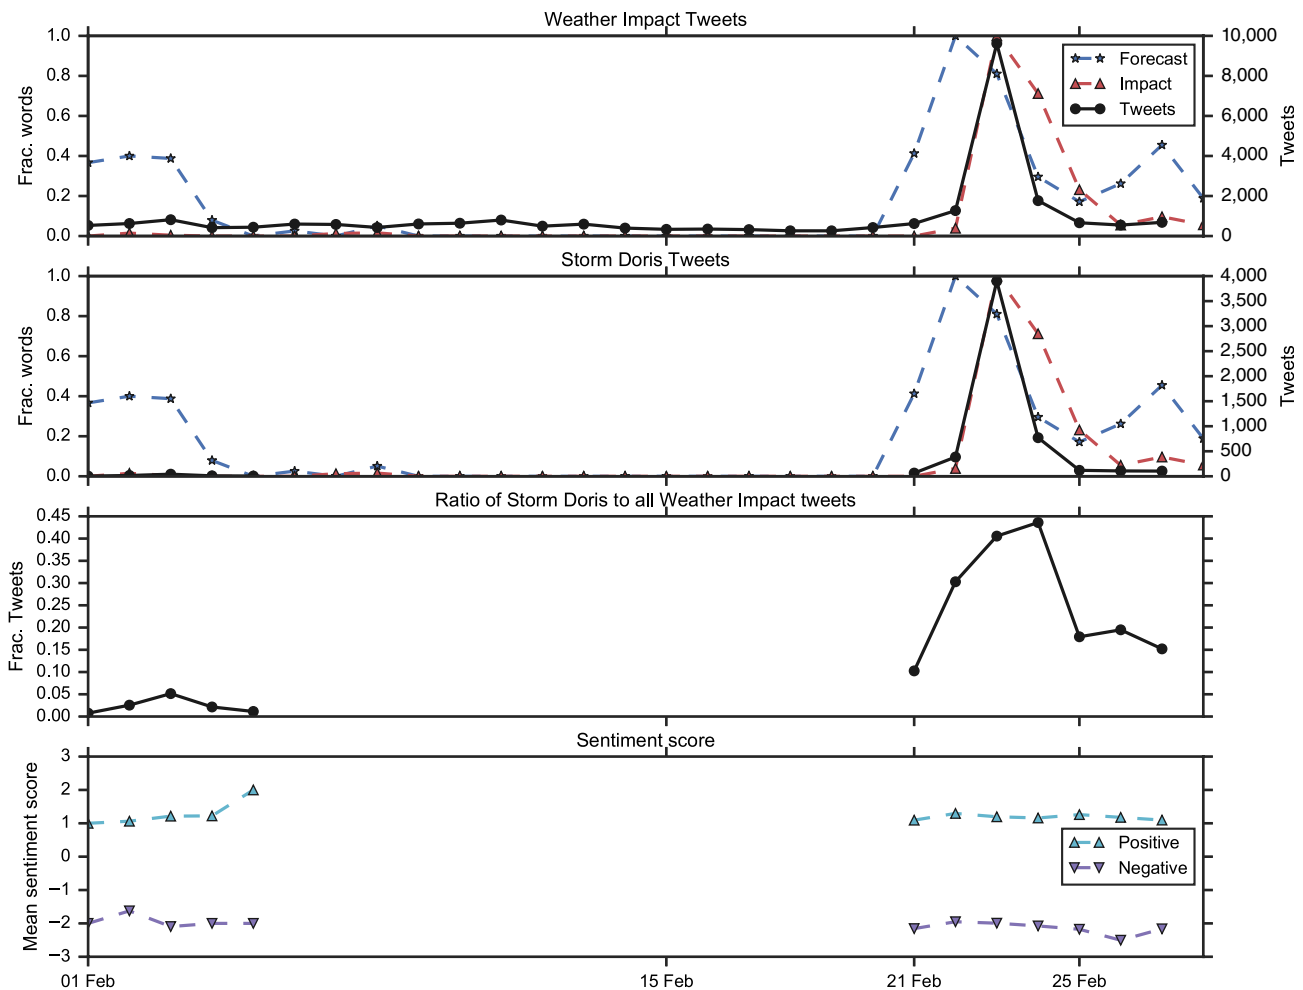 Weather Impact Tweets
1.0
0.8
0.6
0.4
0.2
0.0
Frac. words
10,000
8,000
6,000
4,000
2,000
0
Tweets
Forecast
Impact
Tweets
Storm Doris Tweets
1.0
0.8
0.6
0.4
0.2
0.0
Frac. words
4,000
3,500
3,000
2,500
2,000
1,500
1,000
500
0
Tweets
Ratio of Storm Doris to all Weather Impact tweets
0.45
0.40
0.35
0.30
0.25
0.20
0.15
0.10
0.05
0.00
Frac. Tweets
Sentiment score
3
2
1
0
−1
−2
−3
Mean sentiment score
Positive
Negative
01 Feb
15 Feb
21 Feb
25 Feb